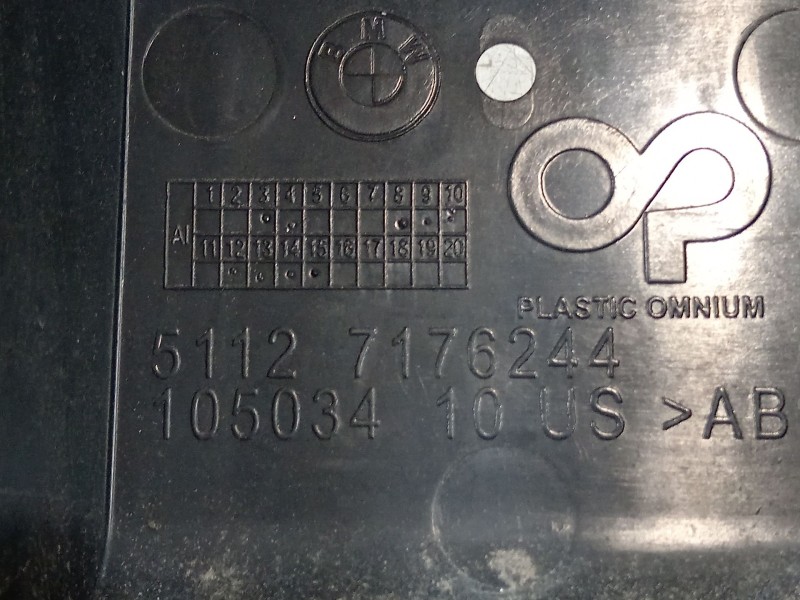 BMW
1 2 3 4 5 6 7 8 9 10
AI
11 12 13 14 15 16 17 18 19 20
OP
PLASTIC OMNIUM
5112 7176244
105034 10 US >AB